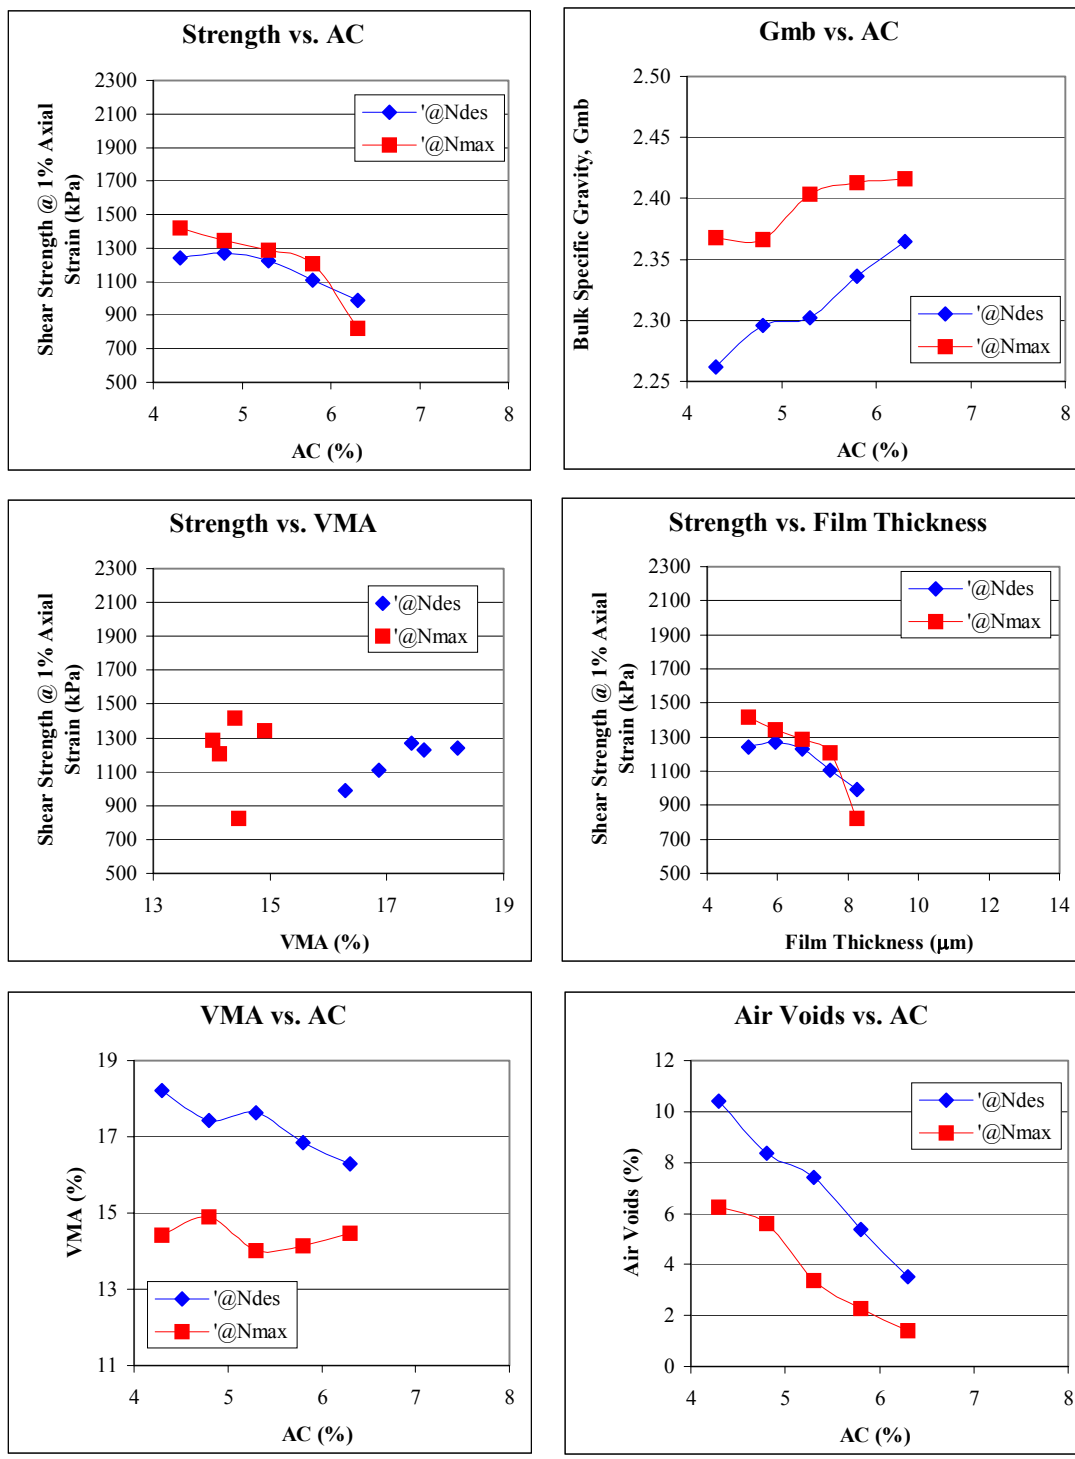 Strength vs. AC
Shear Strength @ 1% Axial
Strain (kPa)
2300
2100
1900
1700
1500
1300
1100
900
700
500
'@Ndes
'@Nmax
4 5 6 7 8
AC (%)
Gmb vs. AC
Bulk Specific Gravity, Gmb
2.50
2.45
2.40
2.35
2.30
2.25
'@Ndes
'@Nmax
4 5 6 7 8
AC (%)
Strength vs. VMA
Shear Strength @ 1% Axial
Strain (kPa)
2300
2100
1900
1700
1500
1300
1100
900
700
500
'@Ndes
'@Nmax
13 15 17 19
VMA (%)
Strength vs. Film Thickness
Shear Strength @ 1% Axial
Strain (kPa)
2300
2100
1900
1700
1500
1300
1100
900
700
500
'@Ndes
'@Nmax
4 6 8 10 12 14
Film Thickness (μm)
VMA vs. AC
VMA (%)
19
17
15
13
11
'@Ndes
'@Nmax
4 5 6 7 8
AC (%)
Air Voids vs. AC
Air Voids (%)
12
10
8
6
4
2
0
'@Ndes
'@Nmax
4 5 6 7 8
AC (%)